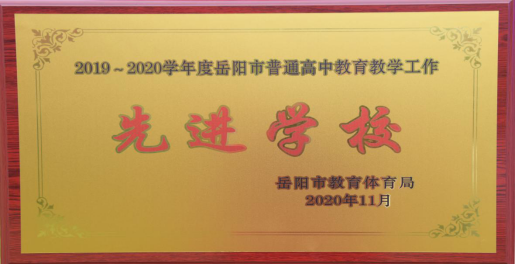 2019～2020学年度岳阳市普通高中教育教学工作
先进学校
岳阳市教育体育局
2020年11月